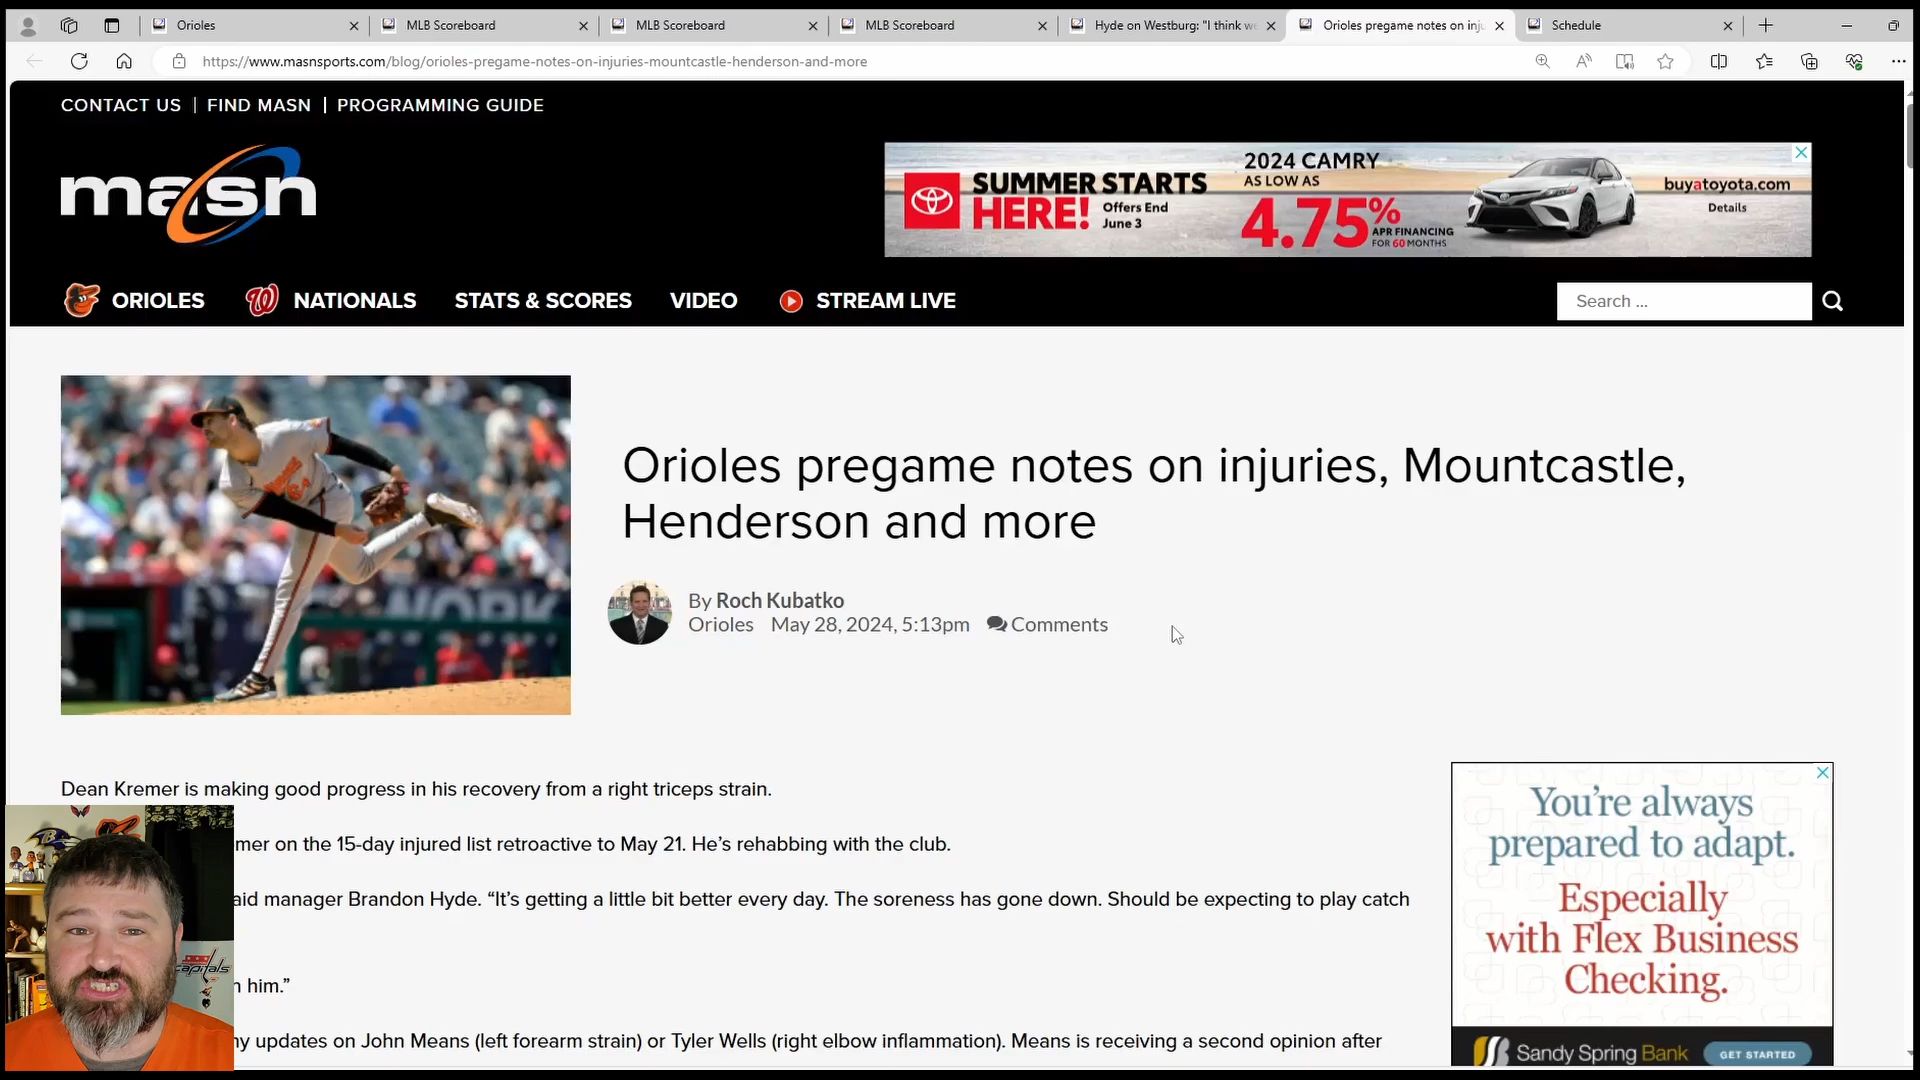 Orioles
MLB Scoreboard
MLB Scoreboard
MLB Scoreboard
Hyde on Westburg: "I think we
Orioles pregame notes on inju
Schedule
https://www.masnsports.com/blog/orioles-pregame-notes-on-injuries-mountcastle-henderson-and-more
CONTACT US | FIND MASN | PROGRAMMING GUIDE
masn
SUMMER STARTS
HERE!
Offers End
June 3
2024 CAMRY
AS LOW AS
4.75%
APR FINANCING
FOR 60 MONTHS
buyatoyota.com
Details
ORIOLES
NATIONALS
STATS & SCORES
VIDEO
STREAM LIVE
Search ...
Orioles pregame notes on injuries, Mountcastle,
Henderson and more
By Roch Kubatko
Orioles May 28, 2024, 5:13pm Comments
Dean Kremer is making good progress in his recovery from a right triceps strain.
mer on the 15-day injured list retroactive to May 21. He's rehabbing with the club.
aid manager Brandon Hyde. “It's getting a little bit better every day. The soreness has gone down. Should be expecting to play catch
n him.”
ny updates on John Means (left forearm strain) or Tyler Wells (right elbow inflammation). Means is receiving a second opinion after
You're always
prepared to adapt.
Especially
with Flex Business
Checking.
Sandy Spring Bank
GET STARTED
capitals